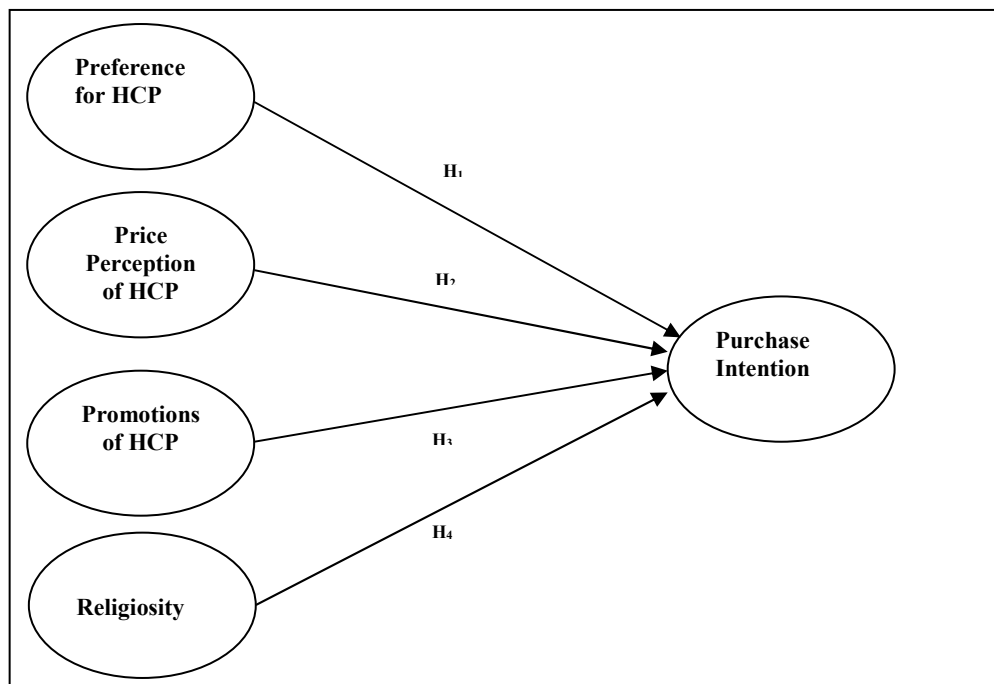 Preference
for HCP
H₁
Price
Perception
of HCP
H₂
Purchase
Intention
Promotions
of HCP
H₃
H₄
Religiosity